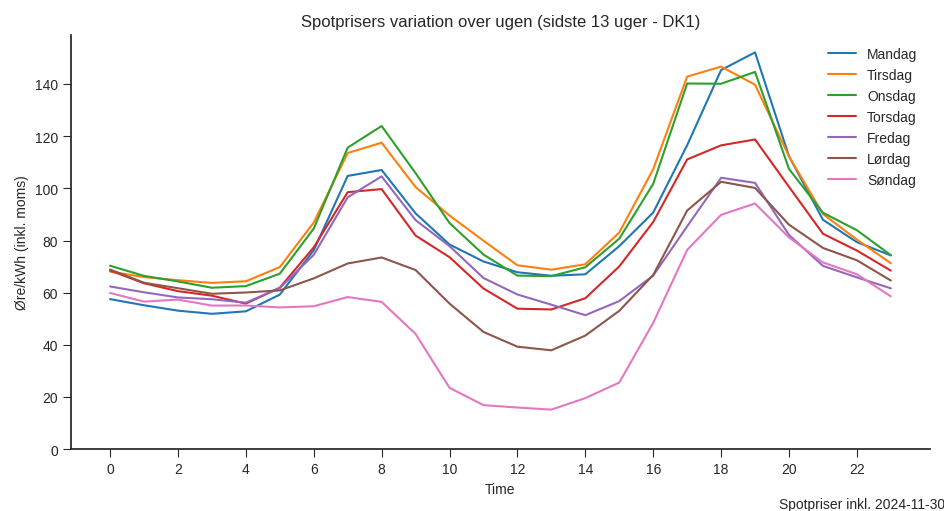 Spotprisers variation over ugen (sidste 13 uger - DK1)
Mandag
Tirsdag
Onsdag
Torsdag
Fredag
Lørdag
Søndag
Øre/kWh (inkl. moms)
140
120
100
80
60
40
20
0
0 2 4 6 8 10 12 14 16 18 20 22
Time
Spotpriser inkl. 2024-11-30